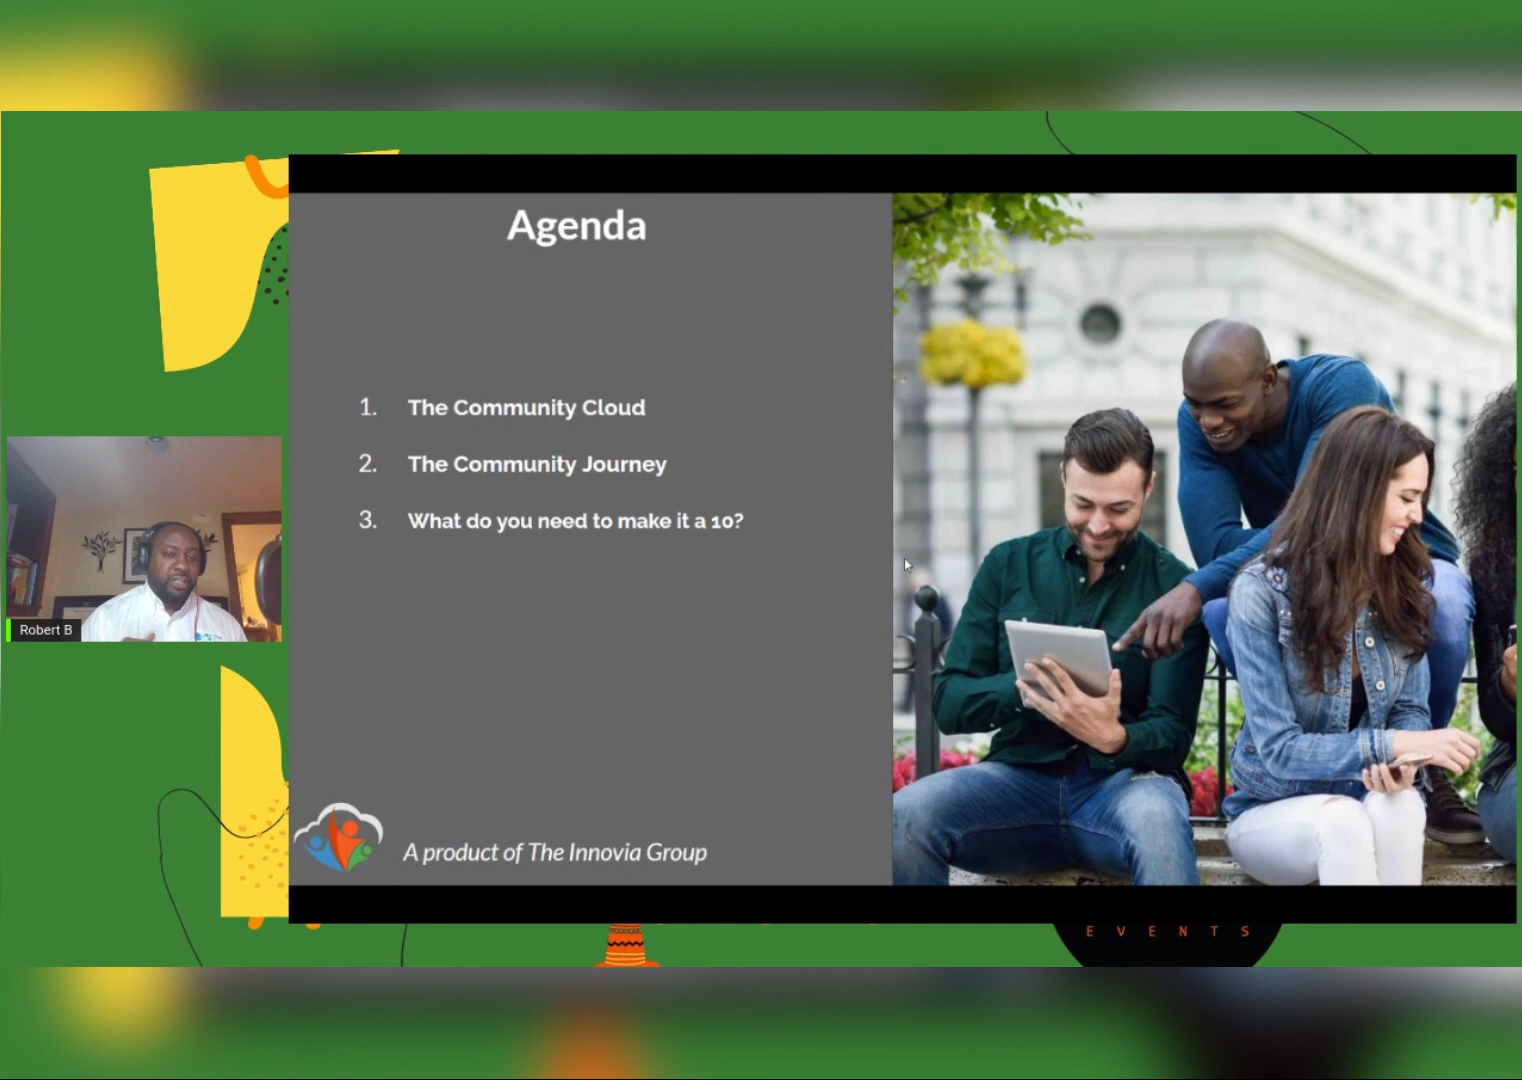 Agenda
1. The Community Cloud
2. The Community Journey
3. What do you need to make it a 10?
Robert B
A product of The Innovia Group
EVENTS